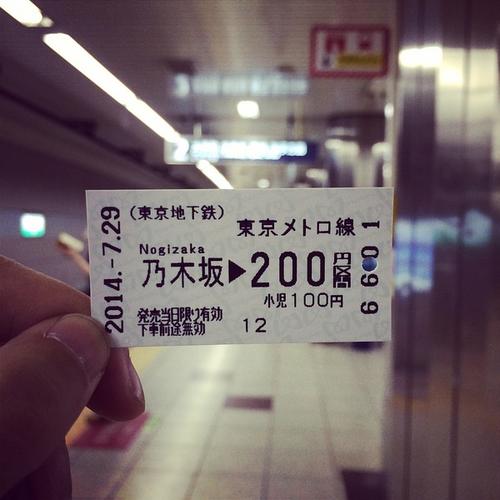 2
2014.-7.29
(東京地下鉄)
東京メトロ線
Nogizaka
乃木坂▶200円区間
小児100円
発売当日限り有効
下車前途無効
12
6601